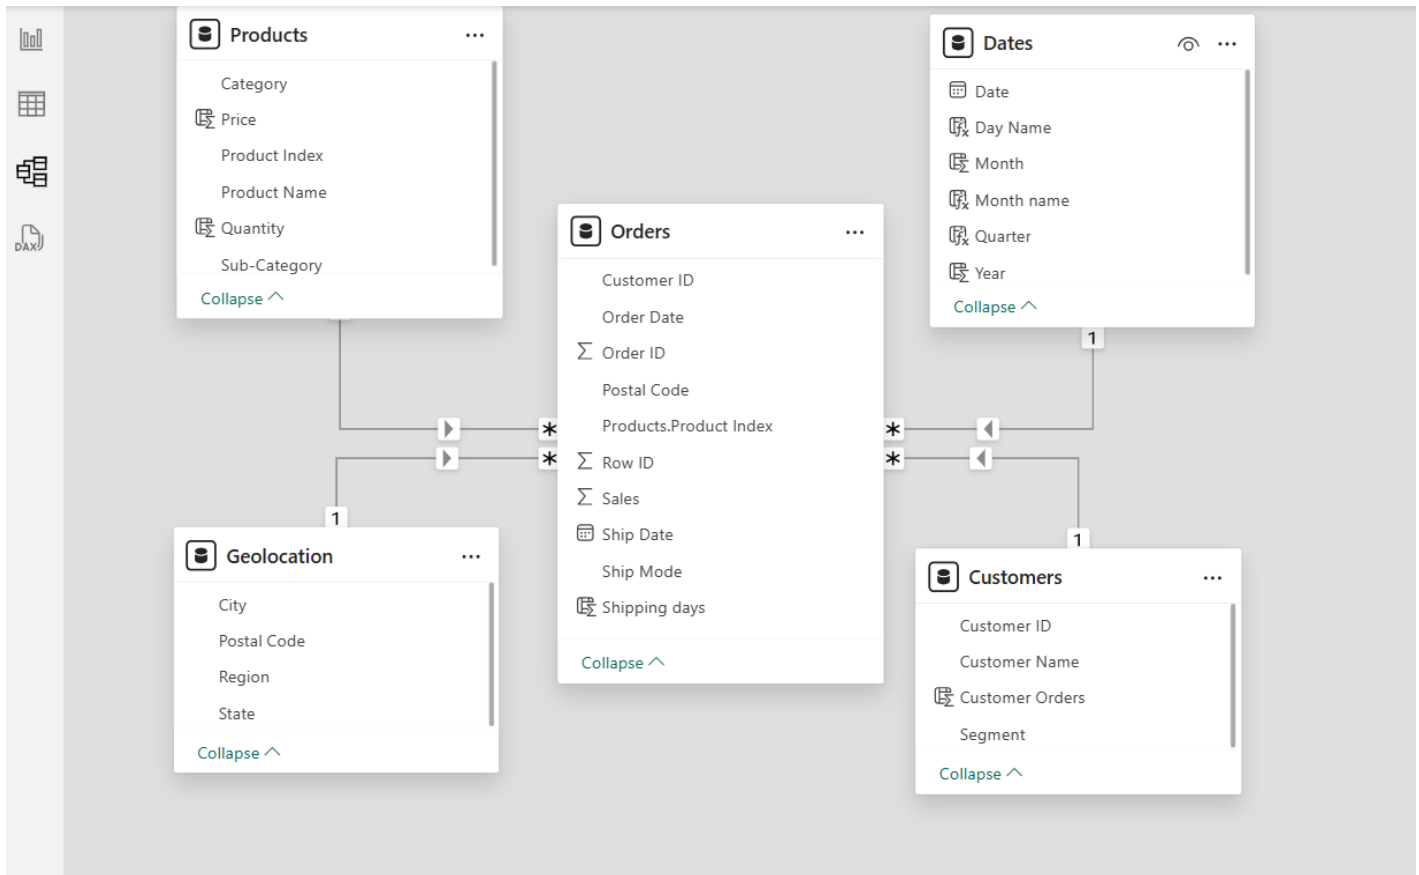 Products
Category
Price
Product Index
Product Name
Quantity
Sub-Category
Collapse
Dates
Date
Day Name
Month
Month name
Quarter
Year
Collapse
1
Orders
Customer ID
Order Date
Order ID
Postal Code
Products.Product Index
Row ID
Sales
Ship Date
Ship Mode
Shipping days
Collapse
*
*
*
*
1
Geolocation
City
Postal Code
Region
State
Collapse
1
Customers
Customer ID
Customer Name
Customer Orders
Segment
Collapse
DAX